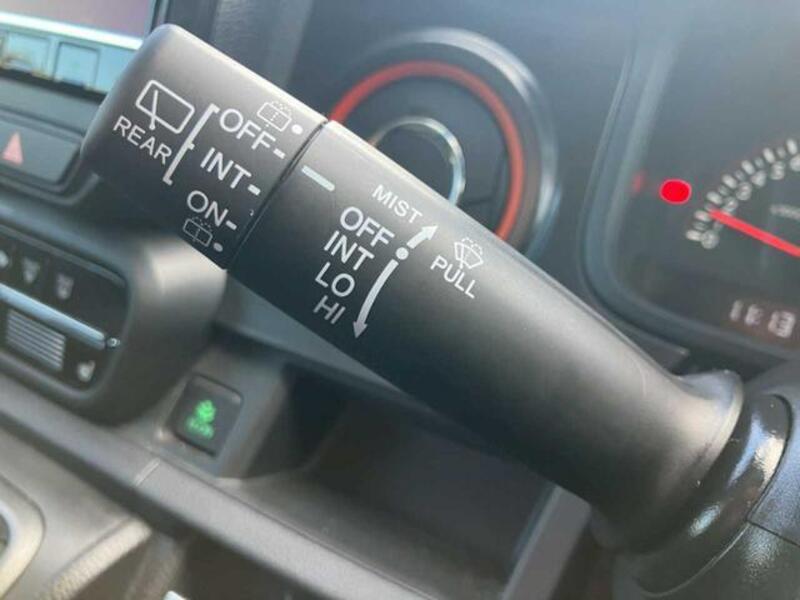 REAR
OFF
INT
ON
MIST
OFF
INT
LO
HI
PULL